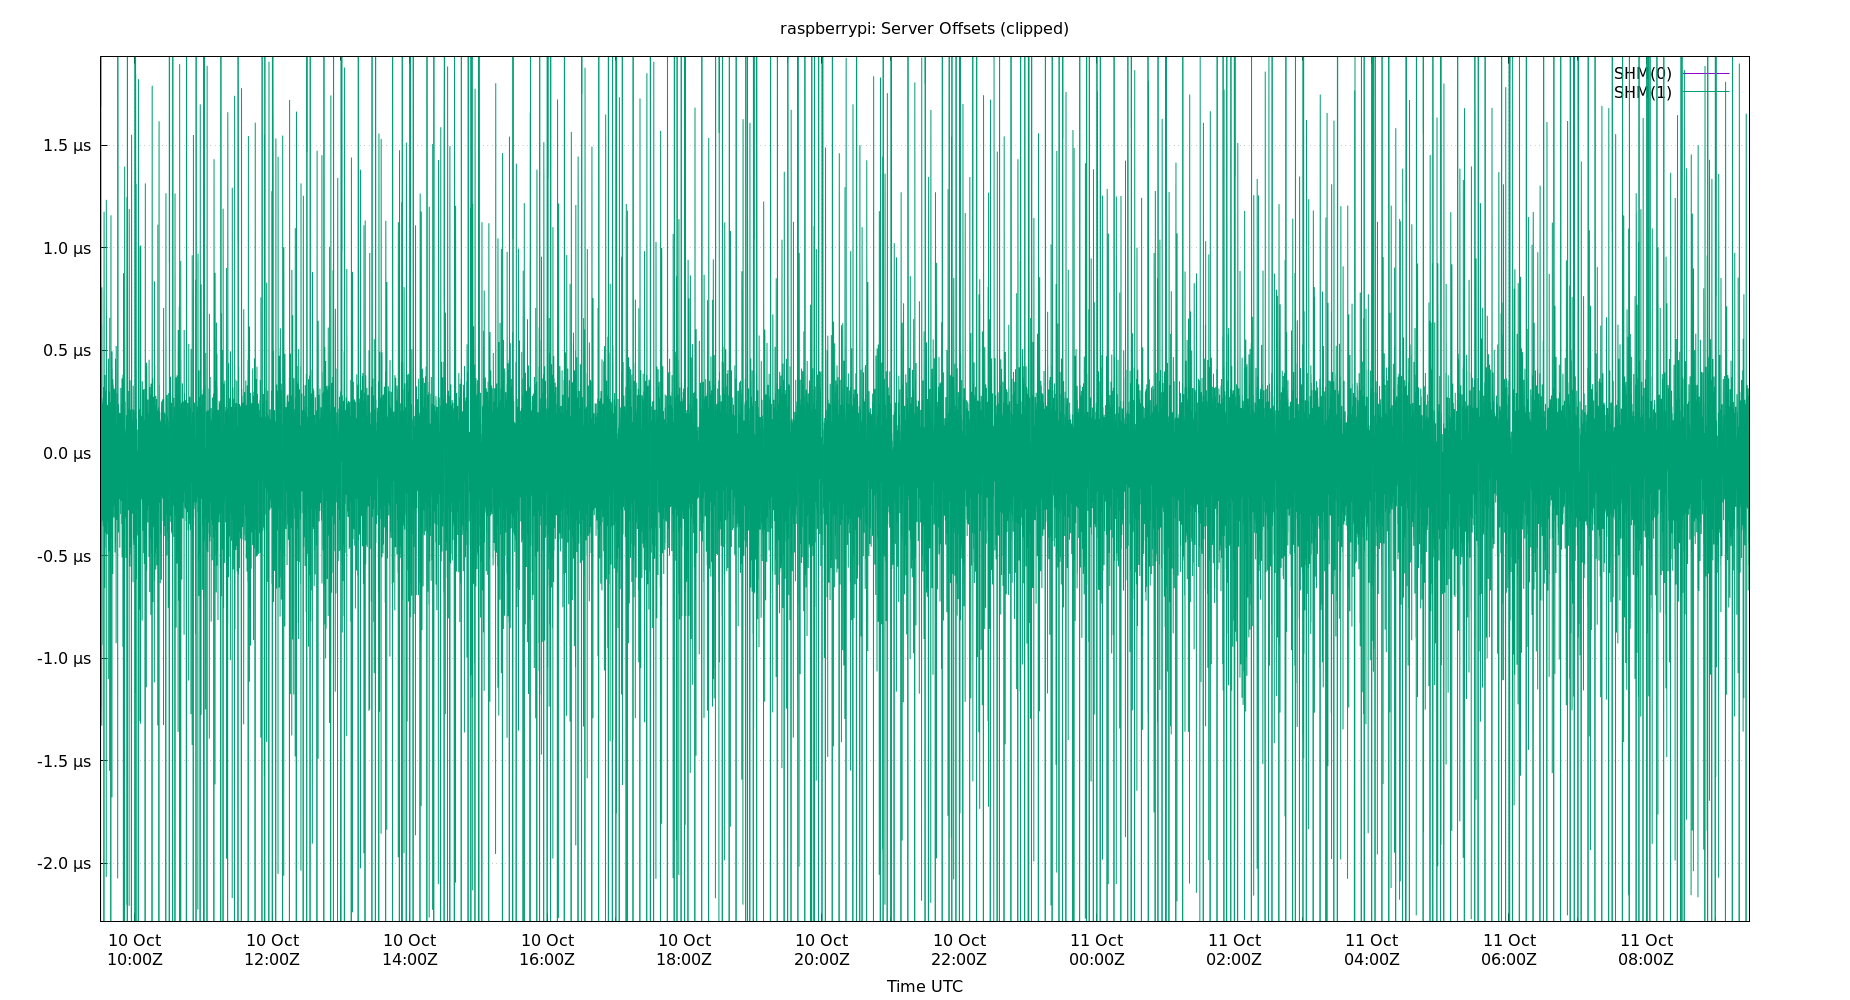 raspberrypi: Server Offsets (clipped)
SHM(0)
SHM(1)
1.5 µs
1.0 µs
0.5 µs
0.0 µs
-0.5 µs
-1.0 µs
-1.5 µs
-2.0 µs
10 Oct 10 Oct 10 Oct 10 Oct 10 Oct 10 Oct 10 Oct 11 Oct 11 Oct 11 Oct 11 Oct 11 Oct
10:00Z 12:00Z 14:00Z 16:00Z 18:00Z 20:00Z 22:00Z 00:00Z 02:00Z 04:00Z 06:00Z 08:00Z
Time UTC